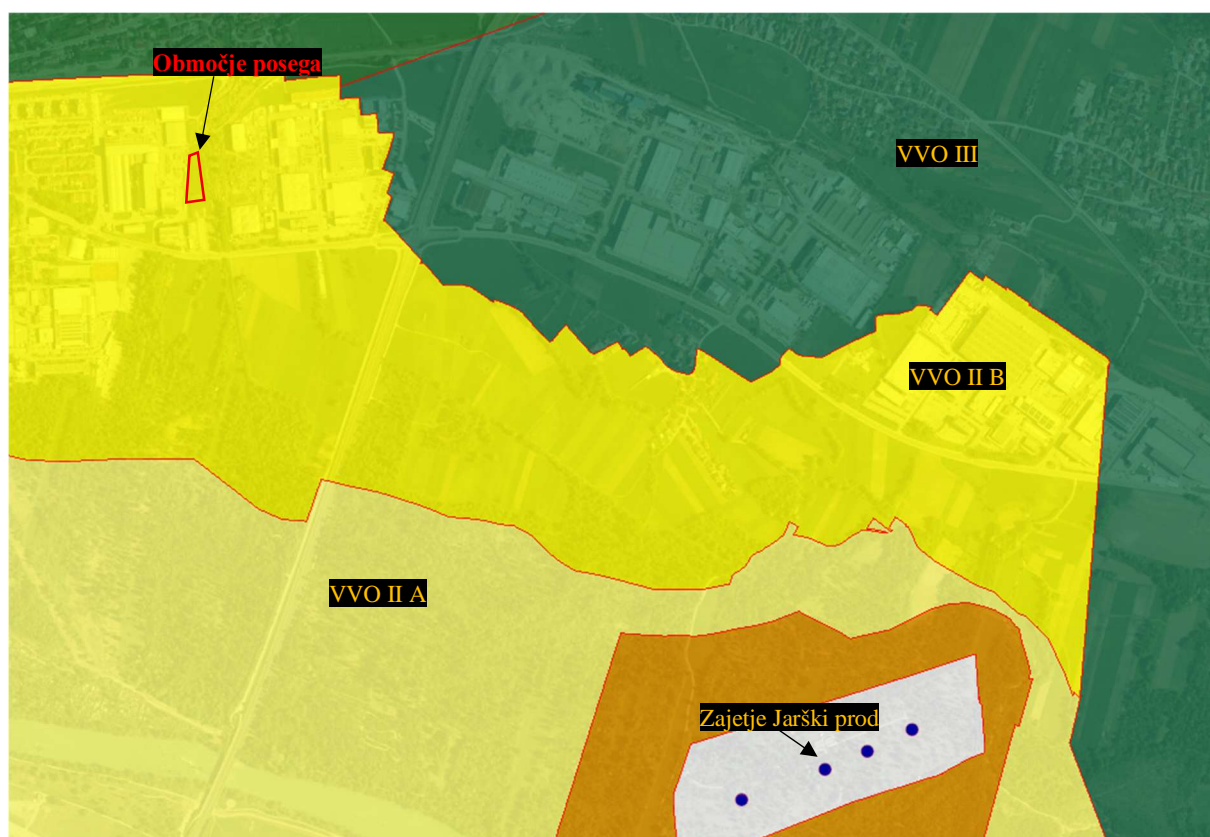 Območje posega
VVO III
VVO II B
VVO II A
Zajetje Jarški prod